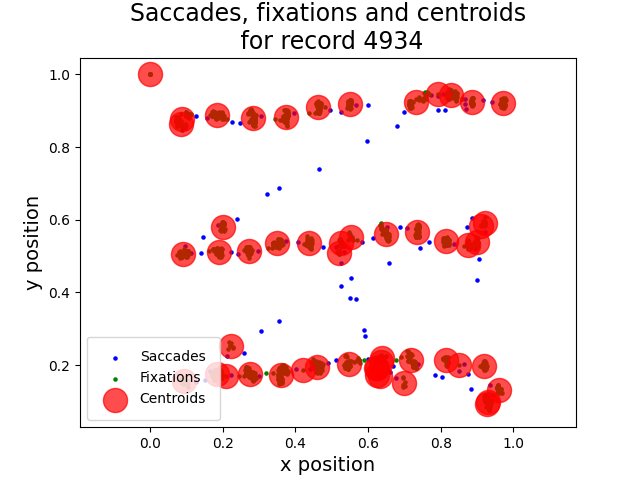 Saccades, fixations and centroids
for record 4934
1.0
0.8
0.6
0.4
0.2
y position
Saccades
Fixations
Centroids
0.0
0.2
0.4
0.6
0.8
1.0
x position